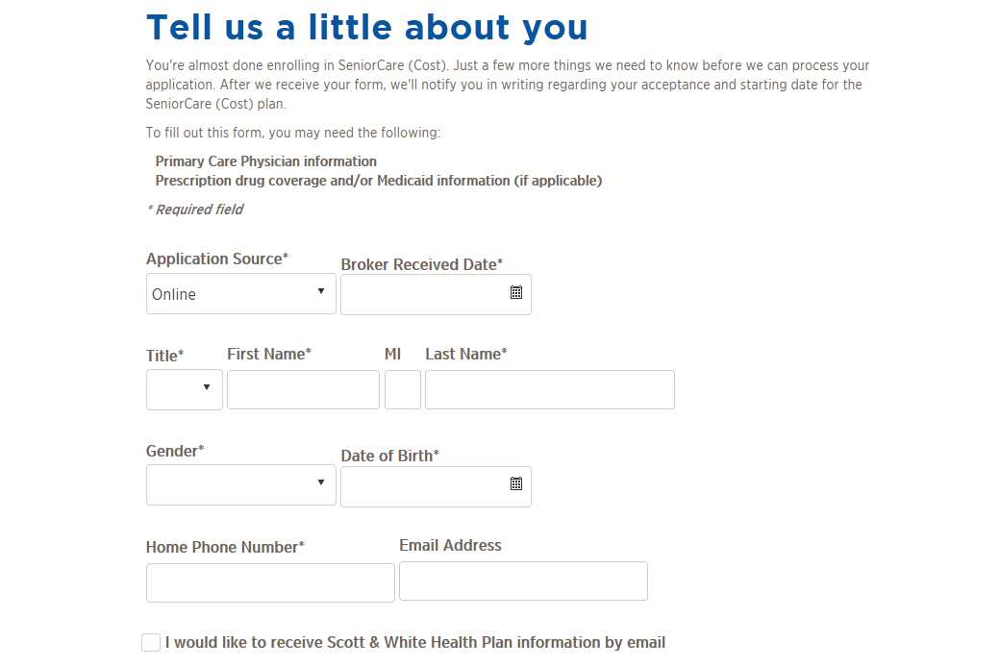 Tell us a little about you
You're almost done enrolling in SeniorCare (Cost). Just a few more things we need to know before we can process your
application. After we receive your form, we'll notify you in writing regarding your acceptance and starting date for the
SeniorCare (Cost) plan.
To fill out this form, you may need the following:
Primary Care Physician information
Prescription drug coverage and/or Medicaid information (if applicable)
* Required field
Application Source* Broker Received Date*
Online
Title* First Name* MI Last Name*
Gender* Date of Birth*
Home Phone Number* Email Address
I would like to receive Scott & White Health Plan information by email